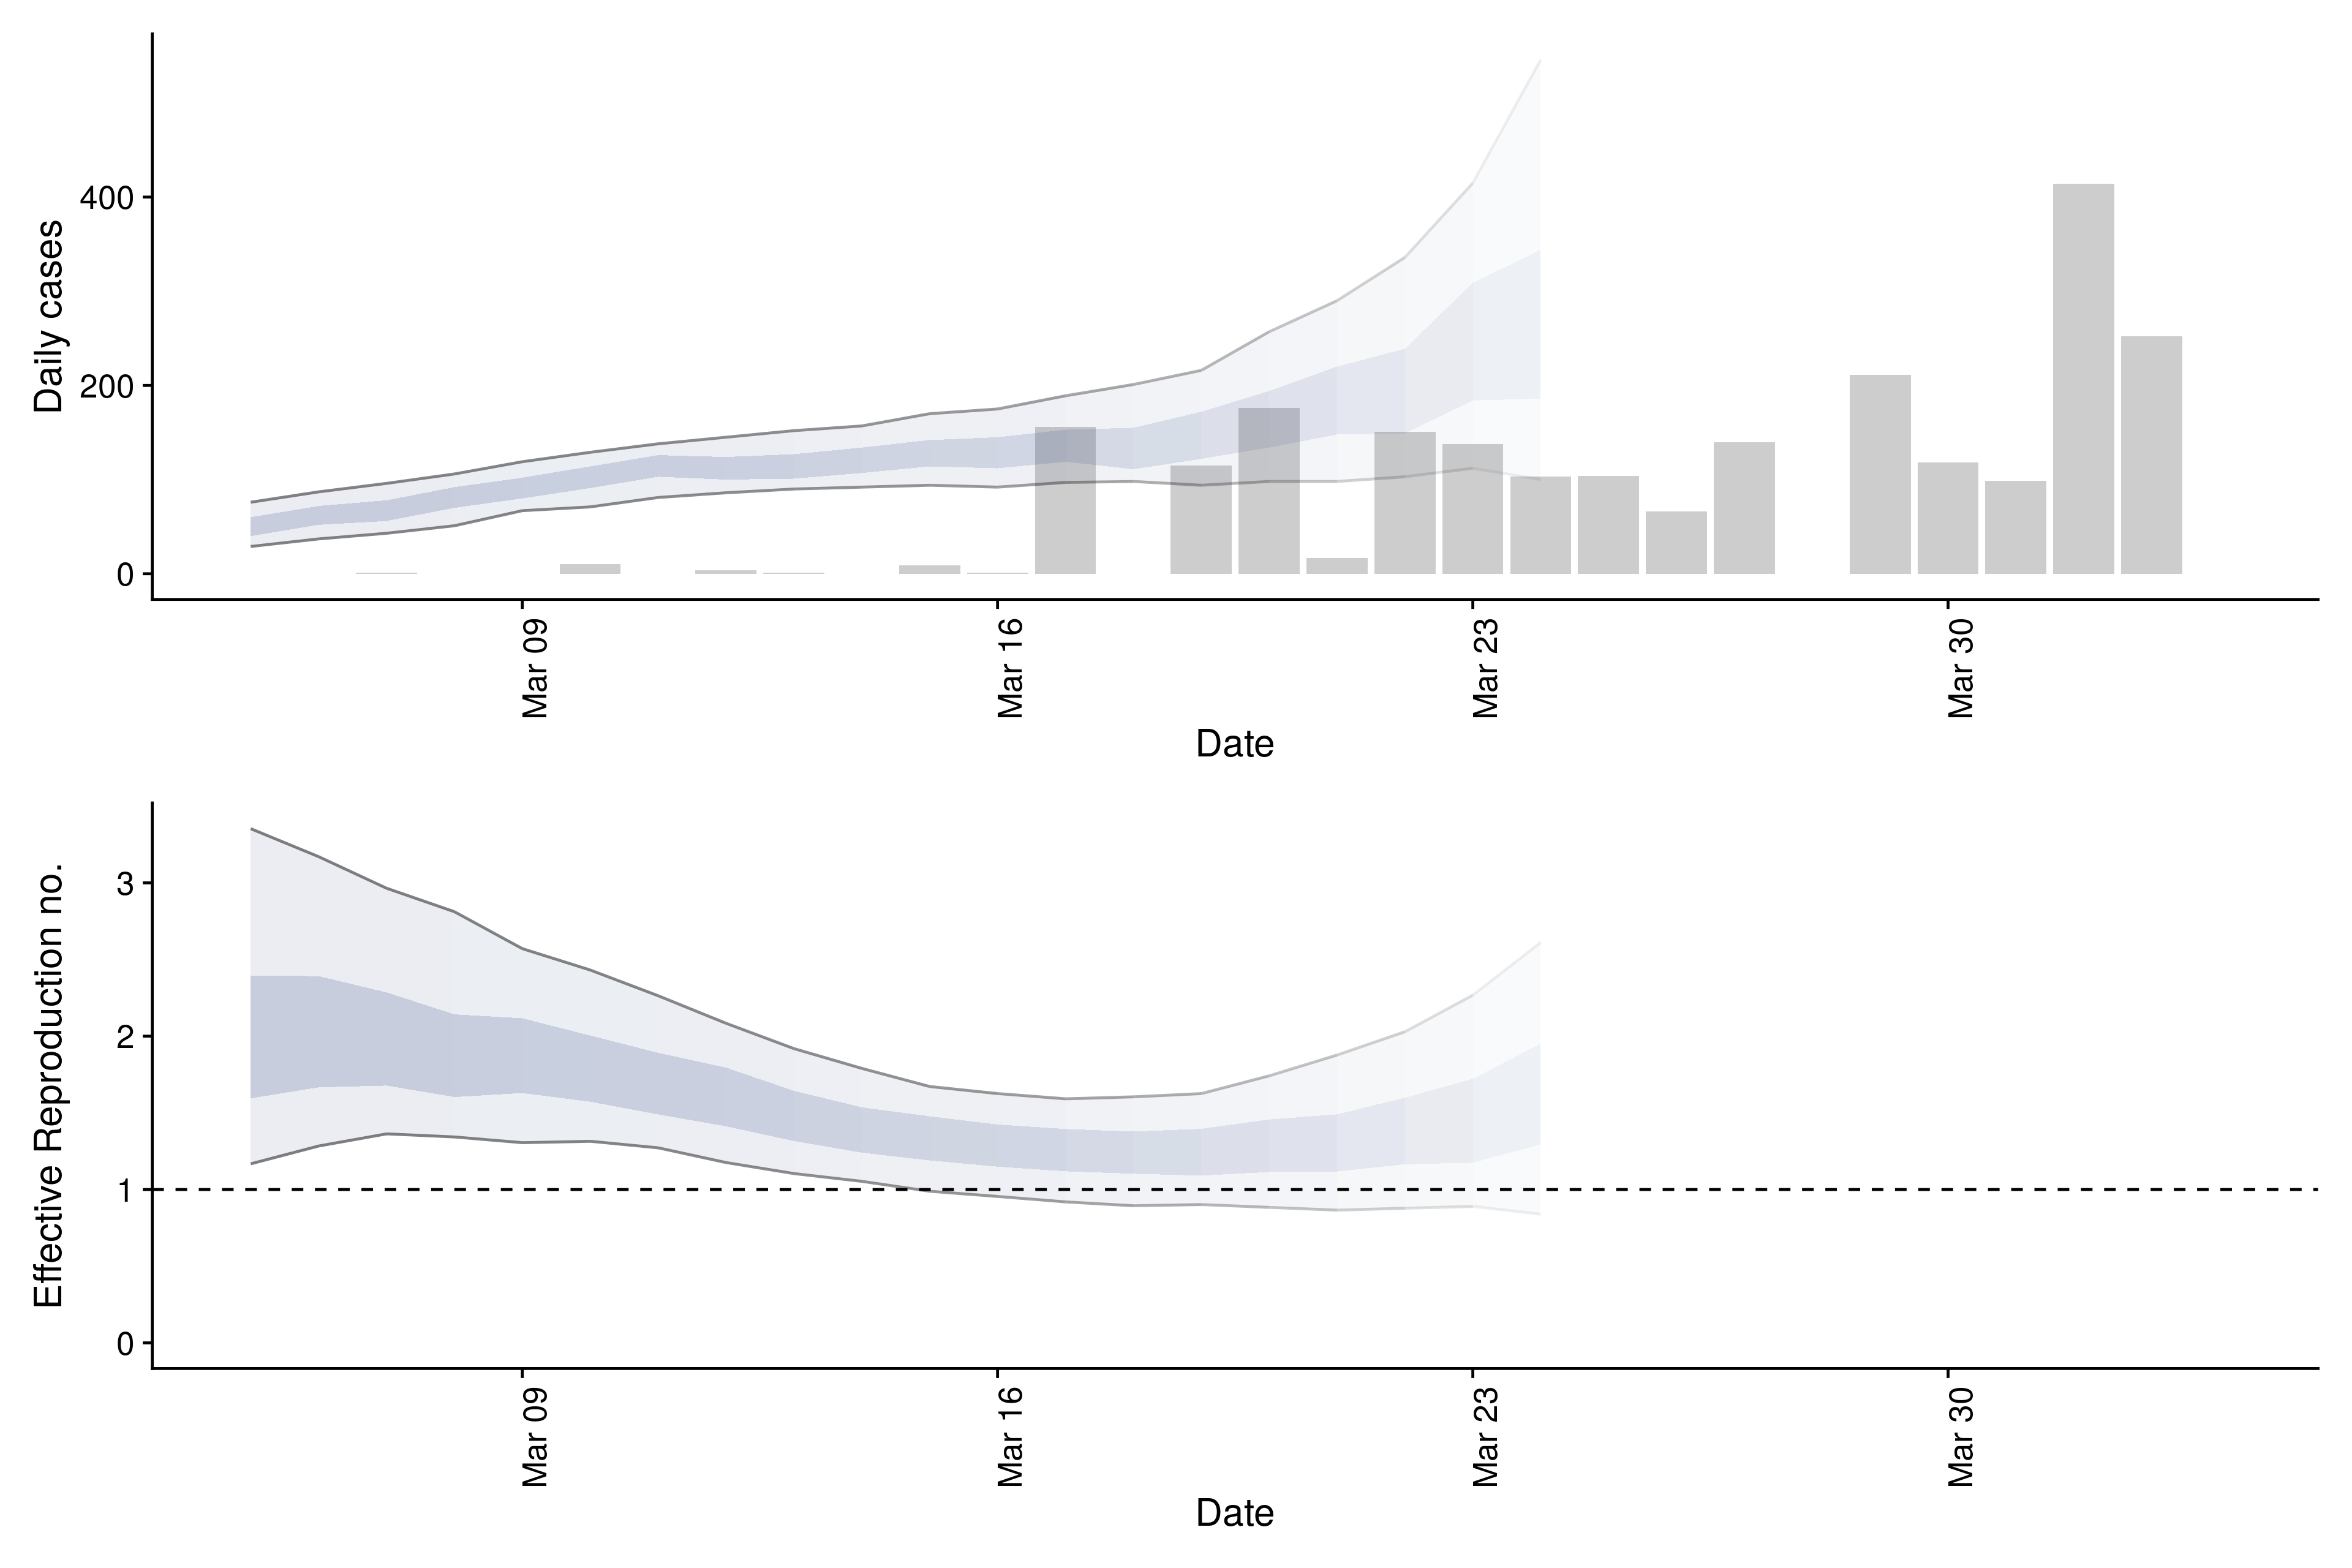 Daily cases
400
200
0
Mar 09
Mar 16
Mar 23
Mar 30
Date
Effective Reproduction no.
3
2
1
0
Mar 09
Mar 16
Mar 23
Mar 30
Date